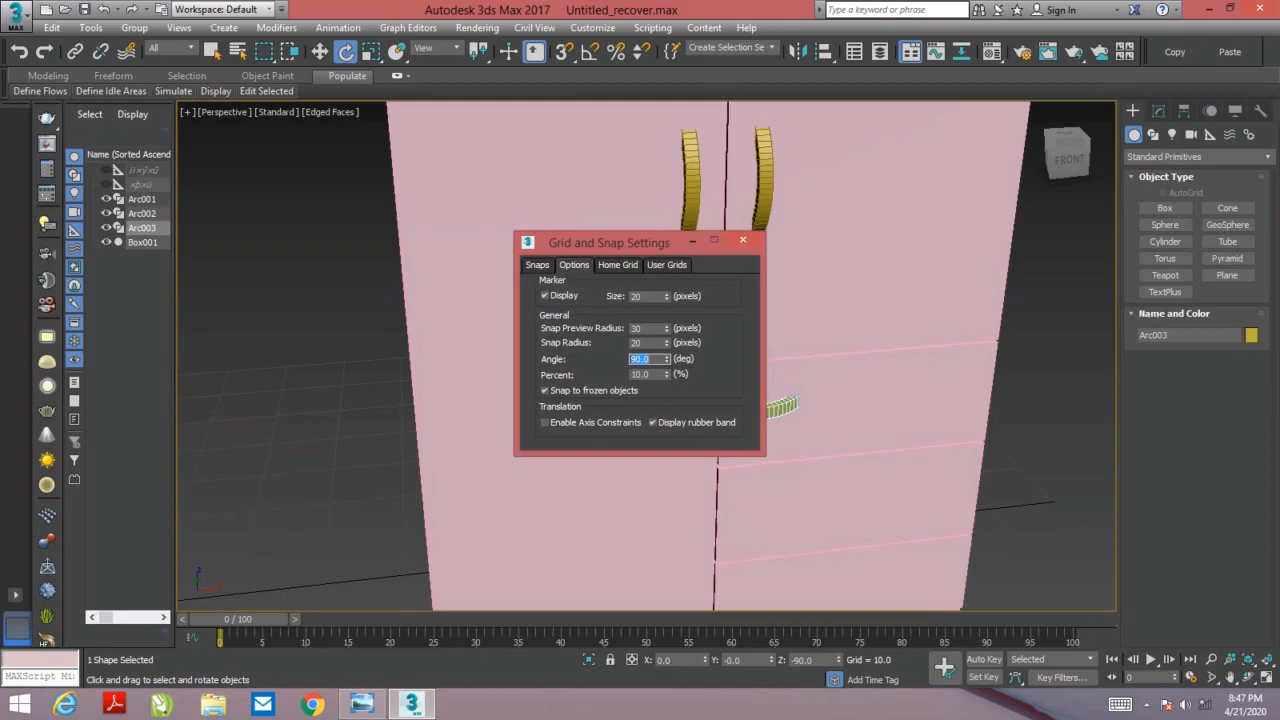 Workspace: Default
Autodesk 3ds Max 2017 Untitled_recover.max
Type a keyword or phrase
Sign In
MAX
Edit Tools Group Views Create Modifiers Animation Graph Editors Rendering Civil View Customize Scripting Content Help
All
View
Create Selection Se
Copy Paste
Modeling Freeform Selection Object Paint Populate
Define Flows Define Idle Areas Simulate Display Edit Selected
Select Display
Name (Sorted Ascend
Arc001
Arc002
Arc003
Box001
[+] [Perspective] [Standard] [Edged Faces]
FRONT
Grid and Snap Settings
Snaps Options Home Grid User Grids
Marker
Display Size: 20 (pixels)
General
Snap Preview Radius: 30 (pixels)
Snap Radius: 20 (pixels)
Angle: 90.0 (deg)
Percent: 10.0 (%)
Snap to frozen objects
Translation
Enable Axis Constraints Display rubber band
Standard Primitives
Object Type
AutoGrid
Box Cone
Sphere GeoSphere
Cylinder Tube
Torus Pyramid
Teapot Plane
TextPlus
Name and Color
Arc003
0 / 100
0 5 10 15 20 25 30 35 40 45 50 55 60 65 70 75 80 85 90 95 100
1 Shape Selected
X: 0.0 Y: -0.0 Z: -90.0 Grid = 10.0
Auto Key Selected
MAXScript Mi
Click and drag to select and rotate objects
Add Time Tag
Set Key Key Filters...
0
8:47 PM
4/21/2020